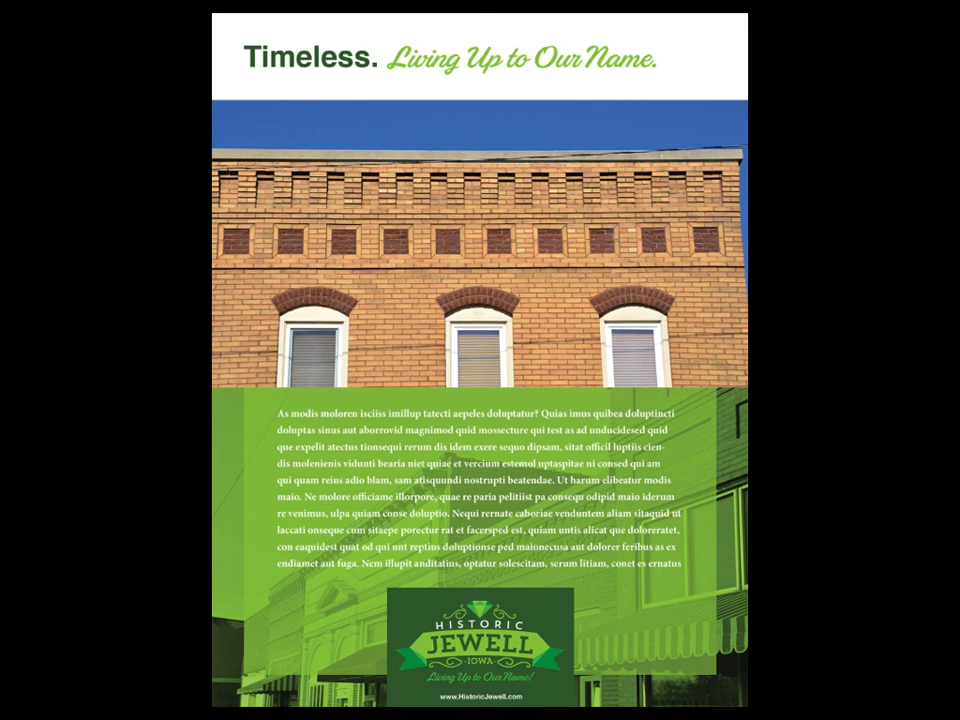 Timeless. Living Up to Our Name.
As modis moloren isciiss imillup tatecti aepeles doluptatur? Quias imus quibea doluptincti
doluptas sinus aut aborrovid magnimod quid mossecture qui test as ad unducidesed quid
que expelit atectus tionsequi rerum dis idem exere sequo dipsam, sitat officil luptiis cien-
dis molenienis vidunti bearia niet quiae et vercium estemol uptaspitae ni consed qui am
qui quam reius adio blam, sam atisquundi nostrupti beatendae. Ut harum elibeatur modis
maio. Ne molore officiame illorpore, quae re paria pelitiist pa consequ odipid maio iderum
re venimus, ulpa quiam conse doluptio. Nequi rernate caboriae venduntem aliam sitaquid ut
laccati onseque cum sitaepe porectur rat et facersped est, quiam untis alicat que doloreratet,
con eaquidest quat od qui unt reptius doluptionse ped maionecusa aut dolorer feribus as ex
endiamet aut fuga. Nem illupit anditatius, optatur solescitam, serum litiam, conet es ernatus
HISTORIC
JEWELL
IOWA
Living Up to Our Name!
www.HistoricJewell.com